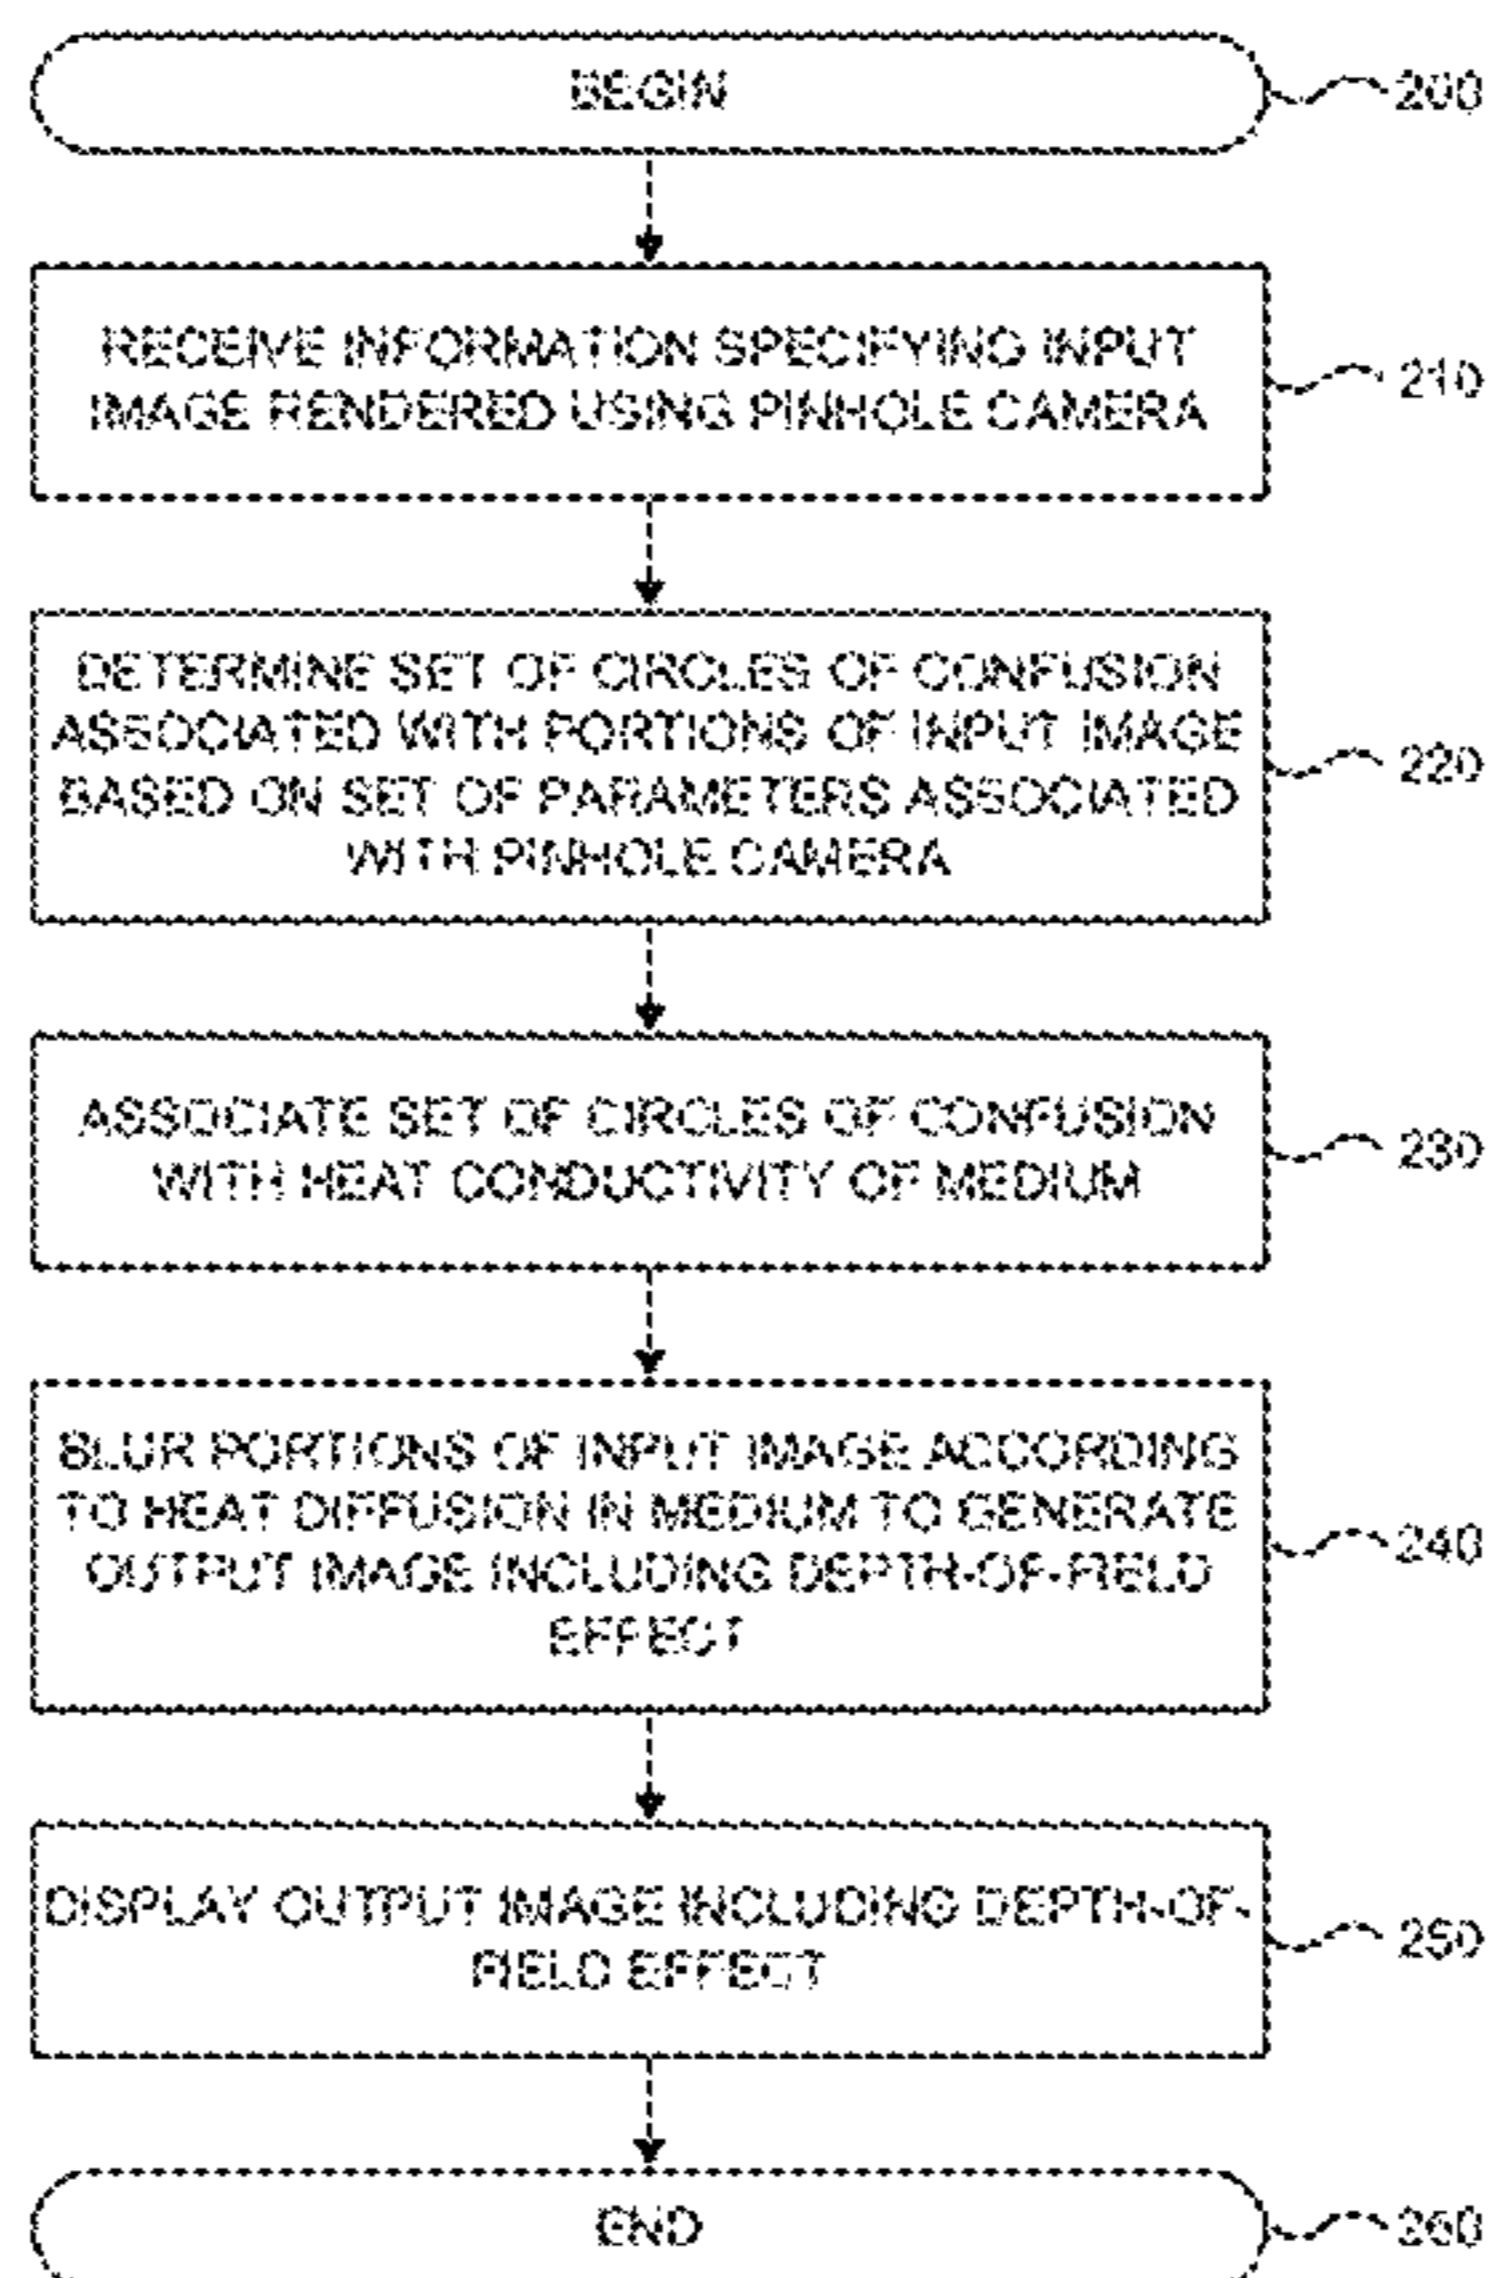 BEGIN
200
RECEIVE INFORMATION SPECIFYING INPUT
IMAGE RENDERED USING PINHOLE CAMERA
210
DETERMINE SET OF CIRCLES OF CONFUSION
ASSOCIATED WITH PORTIONS OF INPUT IMAGE
BASED ON SET OF PARAMETERS ASSOCIATED
WITH PINHOLE CAMERA
220
ASSOCIATE SET OF CIRCLES OF CONFUSION
WITH HEAT CONDUCTIVITY OF MEDIUM
230
BLUR PORTIONS OF INPUT IMAGE ACCORDING
TO HEAT DIFFUSION IN MEDIUM TO GENERATE
OUTPUT IMAGE INCLUDING DEPTH-OF-FIELD
EFFECT
240
DISPLAY OUTPUT IMAGE INCLUDING DEPTH-OF-
FIELD EFFECT
250
END
260